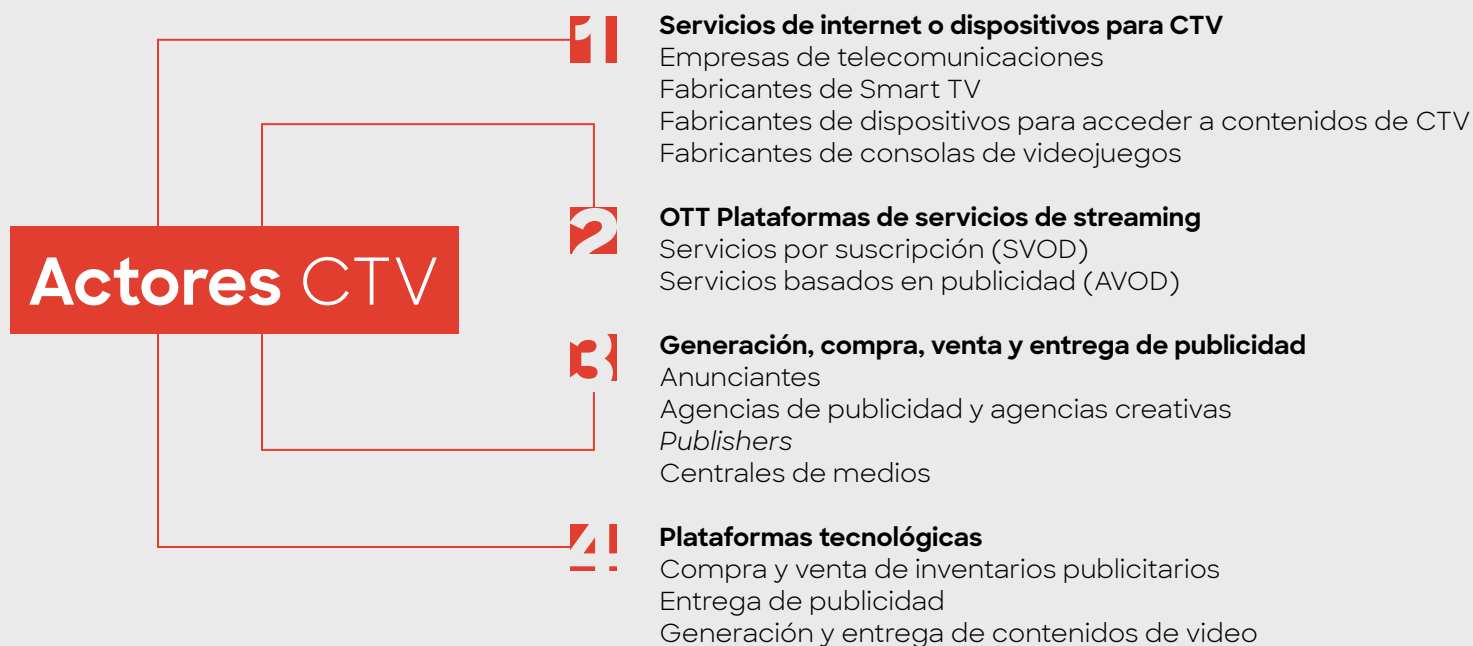 Actores CTV
1
Servicios de internet o dispositivos para CTV
Empresas de telecomunicaciones
Fabricantes de Smart TV
Fabricantes de dispositivos para acceder a contenidos de CTV
Fabricantes de consolas de videojuegos
2
OTT Plataformas de servicios de streaming
Servicios por suscripción (SVOD)
Servicios basados en publicidad (AVOD)
3
Generación, compra, venta y entrega de publicidad
Anunciantes
Agencias de publicidad y agencias creativas
Publishers
Centrales de medios
4
Plataformas tecnológicas
Compra y venta de inventarios publicitarios
Entrega de publicidad
Generación y entrega de contenidos de video